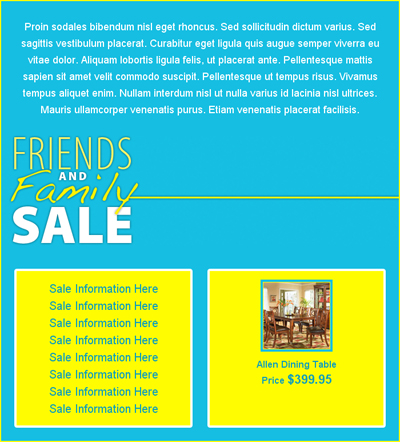 Proin sodales bibendum nisl eget rhoncus. Sed sollicitudin dictum varius. Sed
sagittis vestibulum placerat. Curabitur eget ligula quis augue semper viverra eu
vitae dolor. Aliquam lobortis ligula felis, ut placerat ante. Pellentesque mattis
sapien sit amet velit commodo suscipit. Pellentesque ut tempus risus. Vivamus
tempus aliquet enim. Nullam interdum nisl ut nulla varius id lacinia nisl ultrices.
Mauris ullamcorper venenatis purus. Etiam venenatis placerat facilisis.
FRIENDS
AND
Family
SALE
Sale Information Here
Sale Information Here
Sale Information Here
Sale Information Here
Sale Information Here
Sale Information Here
Sale Information Here
Sale Information Here
Allen Dining Table
Price $399.95